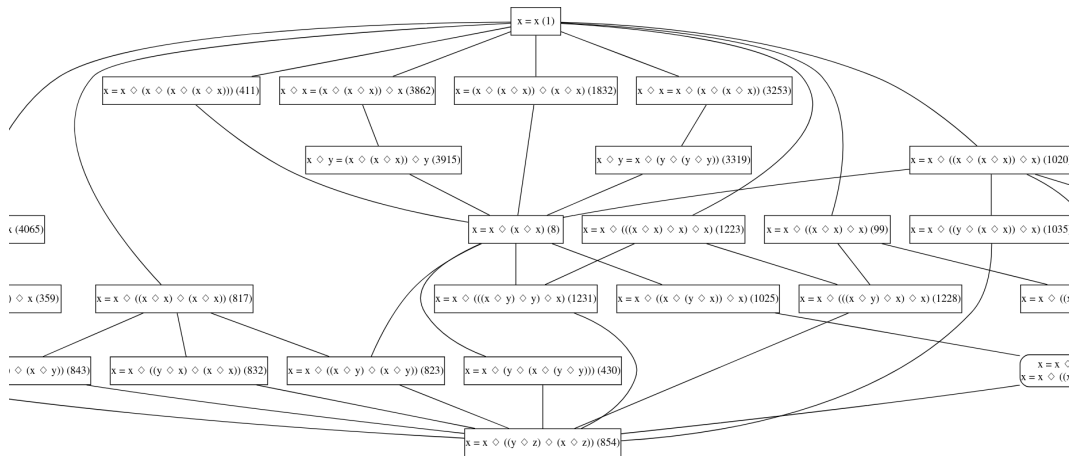 x = x (1)
x = x ◇ (x ◇ (x ◇ (x ◇ x))) (411)
x ◇ x = (x ◇ (x ◇ x)) ◇ x (3862)
x = (x ◇ (x ◇ x)) ◇ (x ◇ x) (1832)
x ◇ x = x ◇ (x ◇ (x ◇ x)) (3253)
x ◇ y = (x ◇ (x ◇ x)) ◇ y (3915)
x ◇ y = x ◇ (y ◇ (y ◇ y)) (3319)
x = x ◇ ((x ◇ (x ◇ x)) ◇ x) (1020
x (4065)
x = x ◇ (x ◇ x) (8)
x = x ◇ (((x ◇ x) ◇ x) ◇ x) (1223)
x = x ◇ ((x ◇ x) ◇ x) (99)
x = x ◇ ((y ◇ (x ◇ x)) ◇ x) (1035
) ◇ x (359)
x = x ◇ ((x ◇ x) ◇ (x ◇ x)) (817)
x = x ◇ (((x ◇ y) ◇ y) ◇ x) (1231)
x = x ◇ ((x ◇ (y ◇ x)) ◇ x) (1025)
x = x ◇ (((x ◇ y) ◇ x) ◇ x) (1228)
x = x ◇ ((x
) ◇ (x ◇ y)) (843)
x = x ◇ ((y ◇ x) ◇ (x ◇ x)) (832)
x = x ◇ ((x ◇ y) ◇ (x ◇ y)) (823)
x = x ◇ (y ◇ (x ◇ (y ◇ y))) (430)
x = x ◇
x = x ◇ ((x
x = x ◇ ((y ◇ z) ◇ (x ◇ z)) (854)